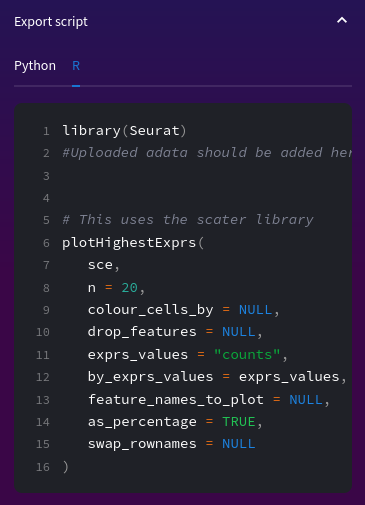 Export script
Python R
1 library(Seurat)
2 #Uploaded adata should be added her
3
4
5 # This uses the scater library
6 plotHighestExprs(
7 sce,
8 n = 20,
9 colour_cells_by = NULL,
10 drop_features = NULL,
11 exprs_values = "counts",
12 by_exprs_values = exprs_values,
13 feature_names_to_plot = NULL,
14 as_percentage = TRUE,
15 swap_rownames = NULL
16 )